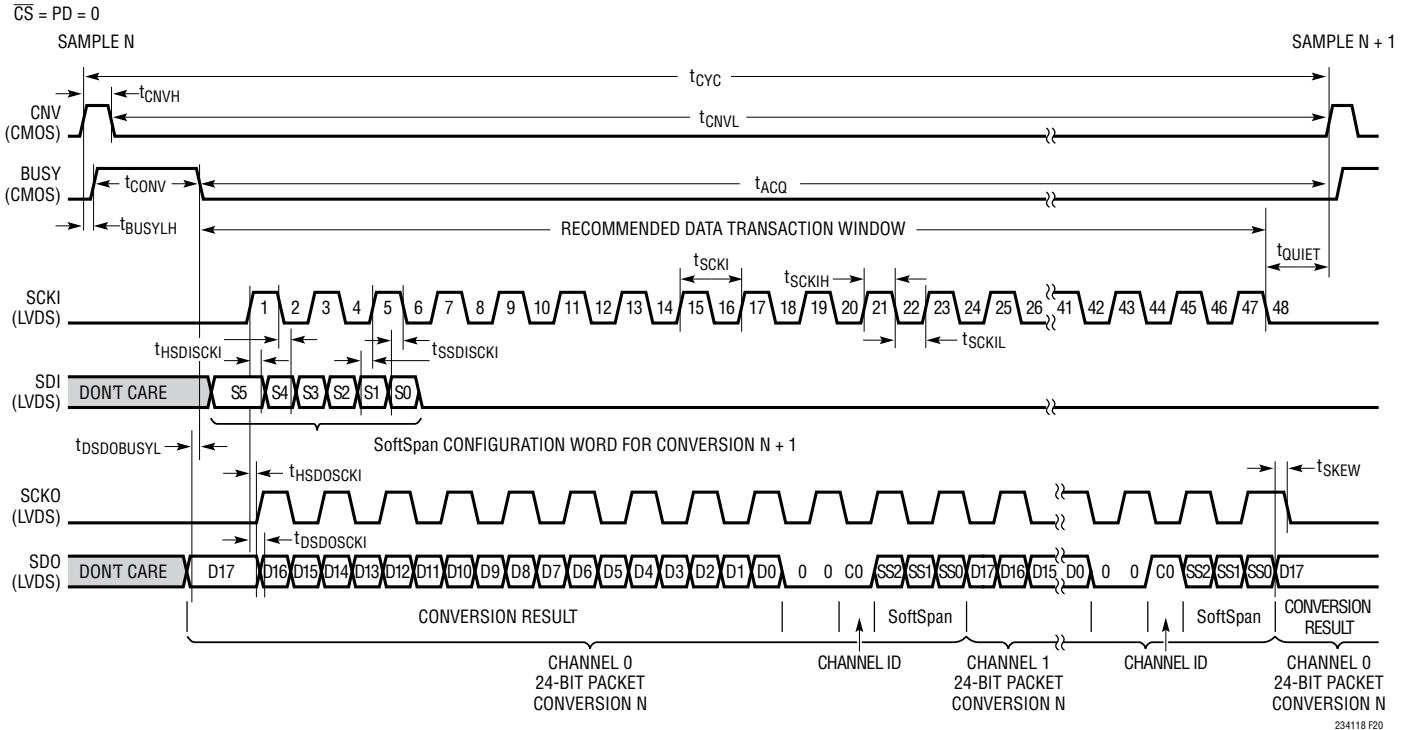 CS = PD = 0
SAMPLE N
SAMPLE N + 1
tCYC
tCNVH
CNV
(CMOS)
tCNVL
BUSY
(CMOS)
tCONV
tACQ
tBUSYLH
RECOMMENDED DATA TRANSACTION WINDOW
tQUIET
tSCKI
tSCKIH
SCKI
(LVDS)
1 2 3 4 5 6 7 8 9 10 11 12 13 14 15 16 17 18 19 20 21 22 23 24 25 26 41 42 43 44 45 46 47 48
tHSDISCKI
tSSDISCKI
tSCKIL
SDI
(LVDS)
DON'T CARE S5 S4 S3 S2 S1 S0
tDSDOBUSYL
SoftSpan CONFIGURATION WORD FOR CONVERSION N + 1
tHSDOSCKI
tSKEW
SCKO
(LVDS)
tDSDOSCKI
SDO
(LVDS)
DON'T CARE D17 D16 D15 D14 D13 D12 D11 D10 D9 D8 D7 D6 D5 D4 D3 D2 D1 D0 0 0 C0 SS2 SS1 SS0 D17 D16 D15 D0 0 0 C0 SS2 SS1 SS0 D17
CONVERSION RESULT
SoftSpan
SoftSpan
CONVERSION
RESULT
CHANNEL 0
24-BIT PACKET
CONVERSION N
CHANNEL ID
CHANNEL 1
24-BIT PACKET
CONVERSION N
CHANNEL ID
CHANNEL 0
24-BIT PACKET
CONVERSION N
234118 F20